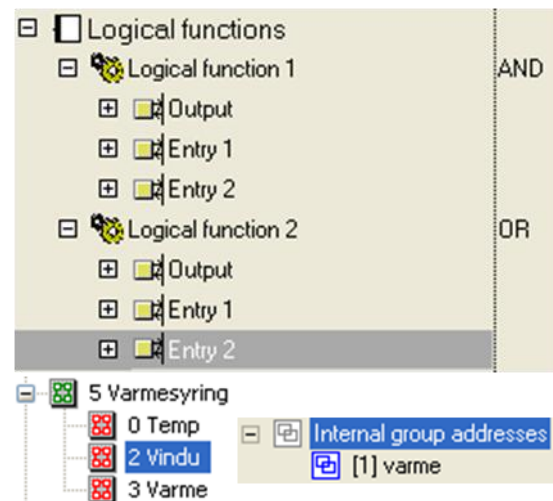 Logical functions
Logical function 1 AND
Output
Entry 1
Entry 2
Logical function 2 OR
Output
Entry 1
Entry 2
5 Varmesyring
0 Temp
2 Vindu
3 Varme
Internal group addresses
[1] varme